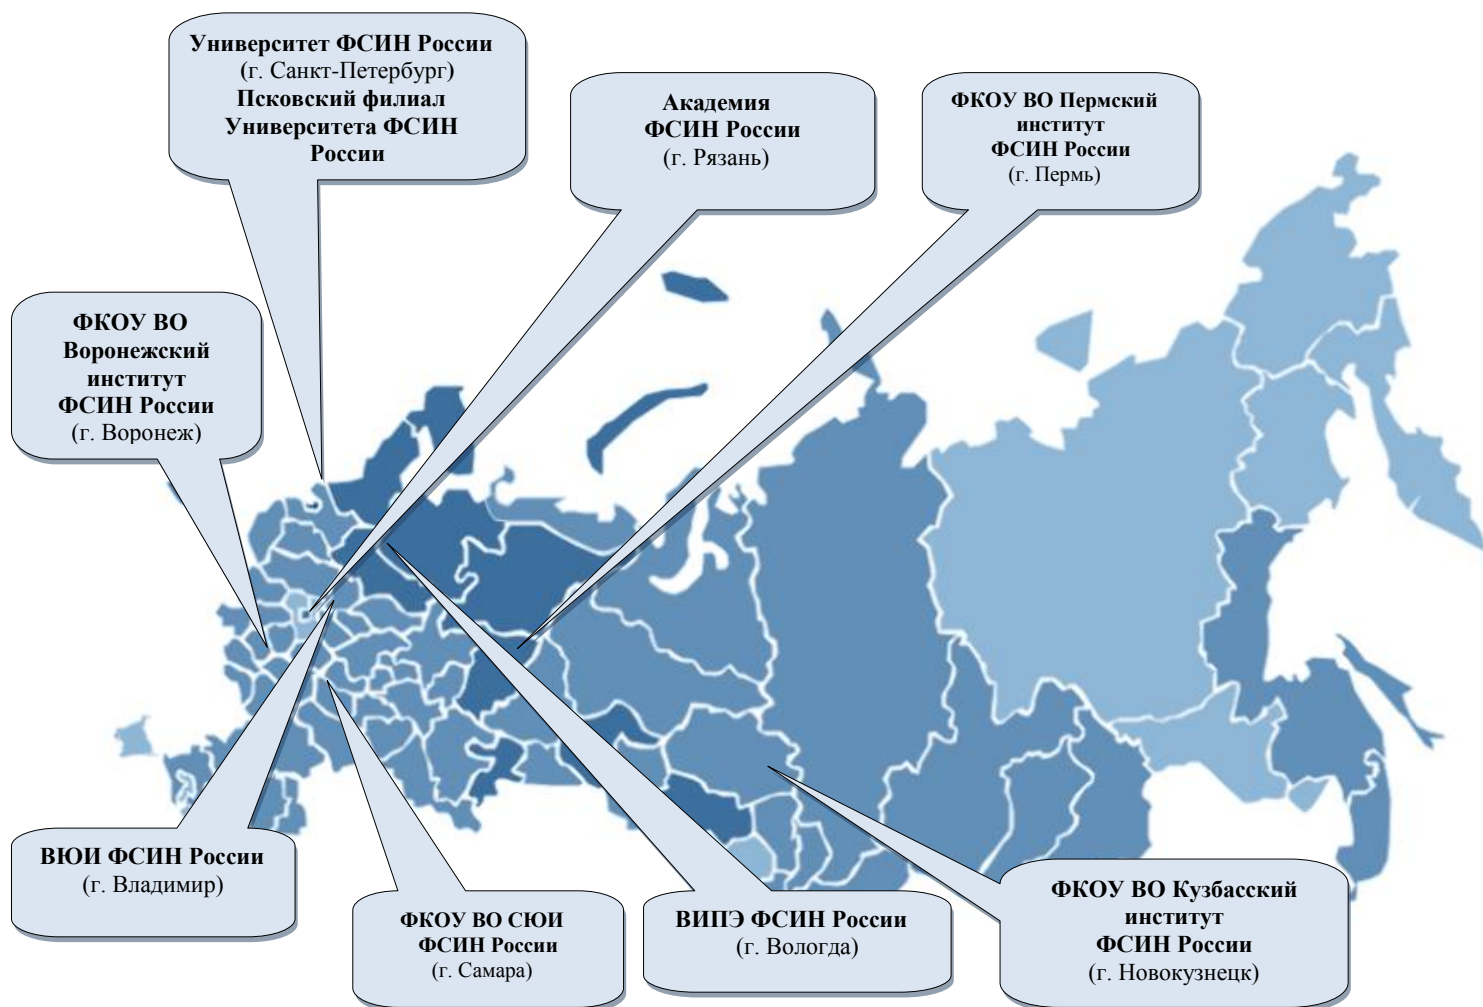 Университет ФСИН России
(г. Санкт-Петербург)
Псковский филиал
Университета ФСИН
России
Академия
ФСИН России
(г. Рязань)
ФКОУ ВО Пермский
институт
ФСИН России
(г. Пермь)
ФКОУ ВО
Воронежский
институт
ФСИН России
(г. Воронеж)
ВЮИ ФСИН России
(г. Владимир)
ФКОУ ВО СЮИ
ФСИН России
(г. Самара)
ВИПЭ ФСИН России
(г. Вологда)
ФКОУ ВО Кузбасский
институт
ФСИН России
(г. Новокузнецк)